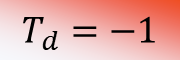 T_d = −1